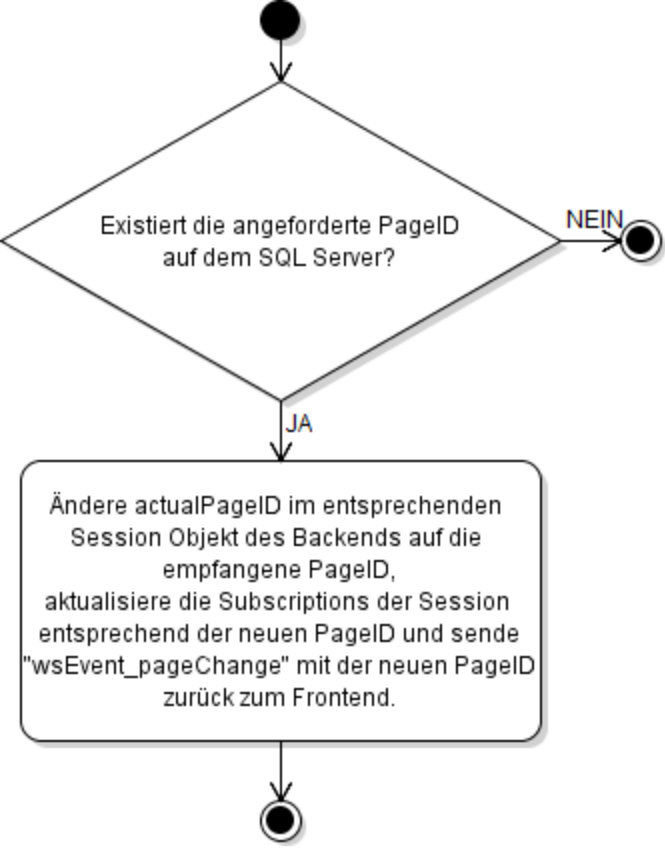 Existiert die angeforderte PageID
auf dem SQL Server?
NEIN
JA
Ändere actualPageID im entsprechenden
Session Objekt des Backends auf die
empfangene PageID,
aktualisiere die Subscriptions der Session
entsprechend der neuen PageID und sende
"wsEvent_pageChange" mit der neuen PageID
zurück zum Frontend.